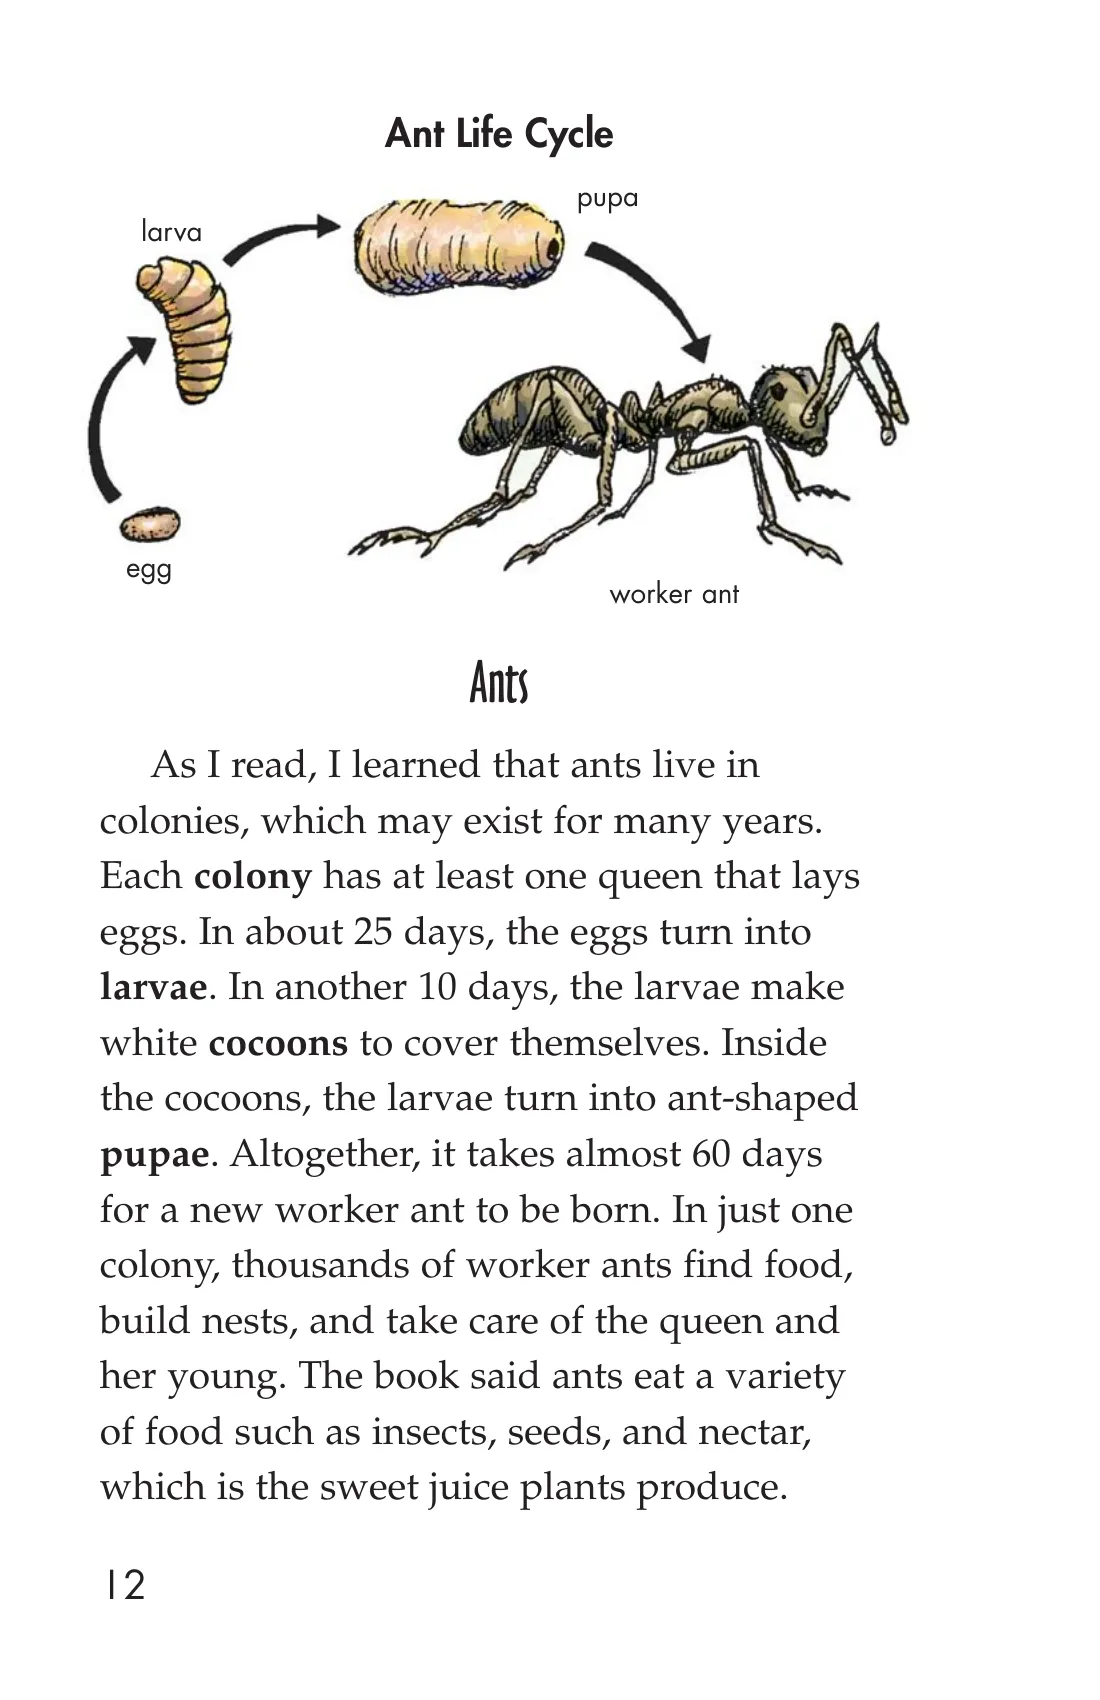 Ant Life Cycle
pupa
larva
egg
worker ant
Ants
As I read, I learned that ants live in
colonies, which may exist for many years.
Each colony has at least one queen that lays
eggs. In about 25 days, the eggs turn into
larvae. In another 10 days, the larvae make
white cocoons to cover themselves. Inside
the cocoons, the larvae turn into ant-shaped
pupae. Altogether, it takes almost 60 days
for a new worker ant to be born. In just one
colony, thousands of worker ants find food,
build nests, and take care of the queen and
her young. The book said ants eat a variety
of food such as insects, seeds, and nectar,
which is the sweet juice plants produce.
12